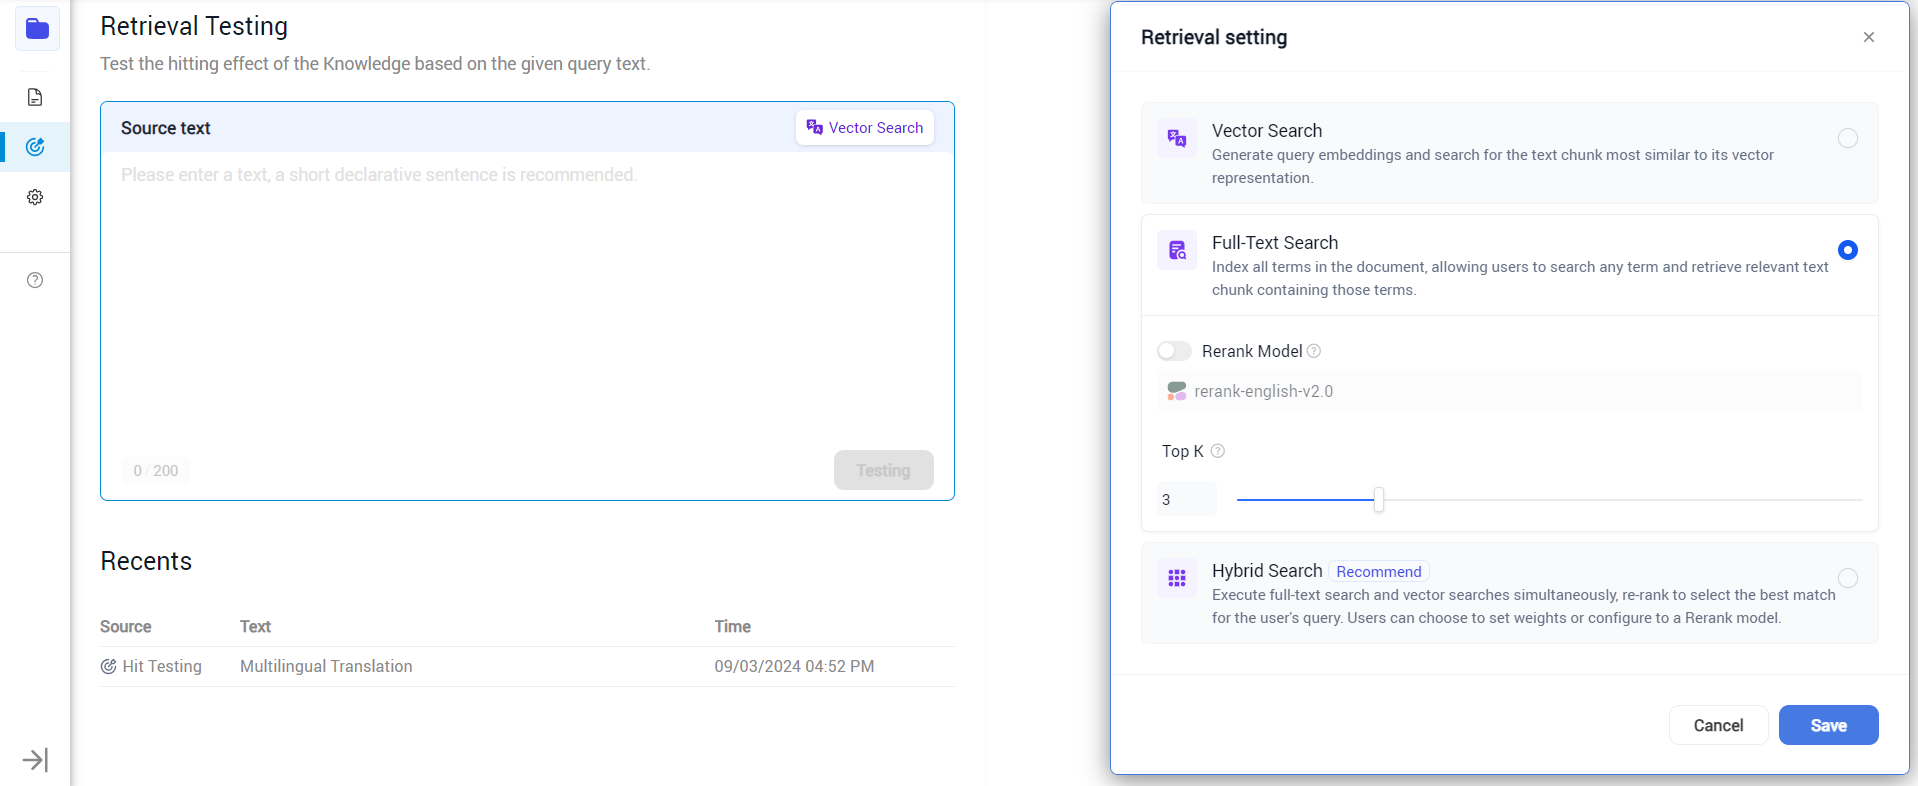 Retrieval Testing
Test the hitting effect of the Knowledge based on the given query text.
Source text
Vector Search
Please enter a text, a short declarative sentence is recommended.
0 / 200
Testing
Recents
Source Text Time
Hit Testing Multilingual Translation 09/03/2024 04:52 PM
Retrieval setting
Vector Search
Generate query embeddings and search for the text chunk most similar to its vector
representation.
Full-Text Search
Index all terms in the document, allowing users to search any term and retrieve relevant text
chunk containing those terms.
Rerank Model
rerank-english-v2.0
Top K
3
Hybrid Search Recommend
Execute full-text search and vector searches simultaneously, re-rank to select the best match
for the user's query. Users can choose to set weights or configure to a Rerank model.
Cancel Save